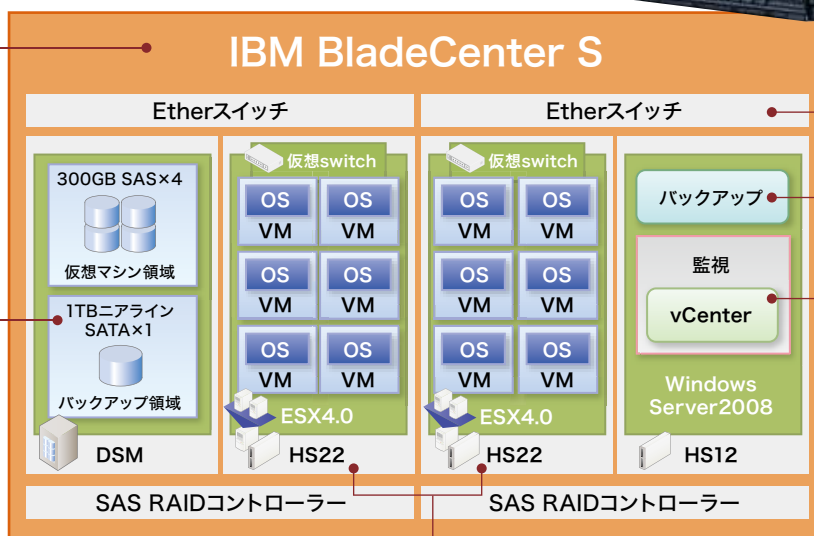 IBM BladeCenter S
Etherスイッチ
Etherスイッチ
300GB SAS×4
仮想マシン領域
1TBニアライン
SATA×1
バックアップ領域
DSM
仮想switch
OS
VM
OS
VM
OS
VM
OS
VM
OS
VM
OS
VM
ESX4.0
HS22
仮想switch
OS
VM
OS
VM
OS
VM
OS
VM
OS
VM
OS
VM
ESX4.0
HS22
バックアップ
監視
vCenter
Windows
Server2008
HS12
SAS RAIDコントローラー
SAS RAIDコントローラー